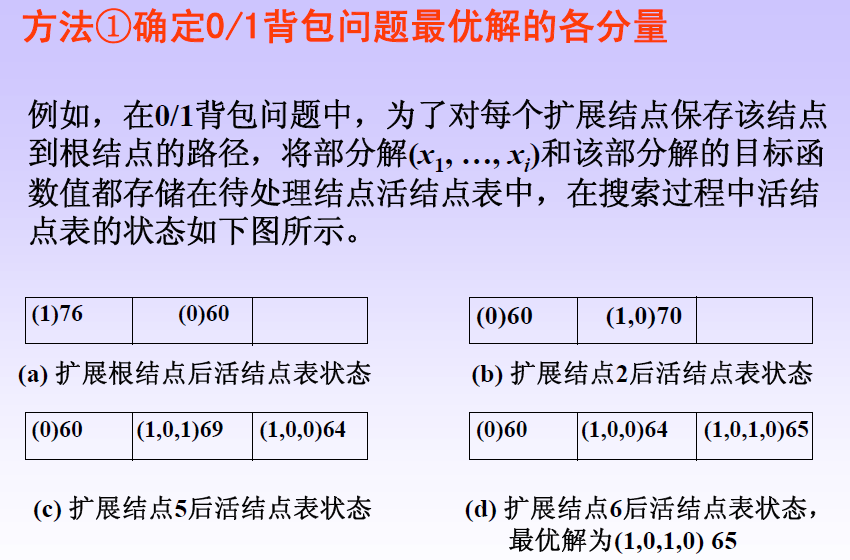 方法①确定0/1背包问题最优解的各分量
例如，在0/1背包问题中，为了对每个扩展结点保存该结点
到根结点的路径，将部分解(x1, …, xi)和该部分解的目标函
数值都存储在待处理结点活结点表中，在搜索过程中活结
点表的状态如下图所示。
(1)76 (0)60
(a) 扩展根结点后活结点表状态
(0)60 (1,0)70
(b) 扩展结点2后活结点表状态
(0)60 (1,0,1)69 (1,0,0)64
(c) 扩展结点5后活结点表状态
(0)60 (1,0,0)64 (1,0,1,0)65
(d) 扩展结点6后活结点表状态，
最优解为(1,0,1,0) 65